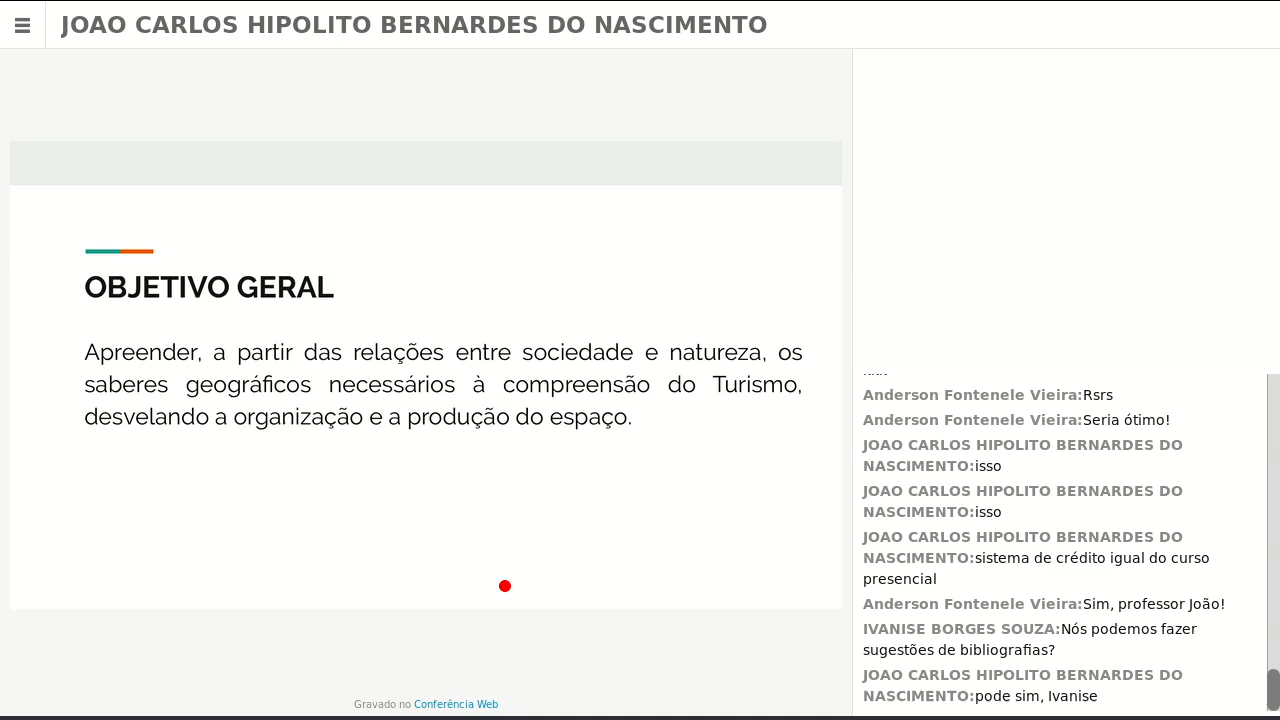 JOAO CARLOS HIPOLITO BERNARDES DO NASCIMENTO
OBJETIVO GERAL
Apreender, a partir das relações entre sociedade e natureza, os
saberes geográficos necessários à compreensão do Turismo,
desvelando a organização e a produção do espaço.
Gravado no Conferência Web
Anderson Fontenele Vieira:Rsrs
Anderson Fontenele Vieira:Seria ótimo!
JOAO CARLOS HIPOLITO BERNARDES DO
NASCIMENTO:isso
JOAO CARLOS HIPOLITO BERNARDES DO
NASCIMENTO:isso
JOAO CARLOS HIPOLITO BERNARDES DO
NASCIMENTO:sistema de crédito igual do curso
presencial
Anderson Fontenele Vieira:Sim, professor João!
IVANISE BORGES SOUZA:Nós podemos fazer
sugestões de bibliografias?
JOAO CARLOS HIPOLITO BERNARDES DO
NASCIMENTO:pode sim, Ivanise